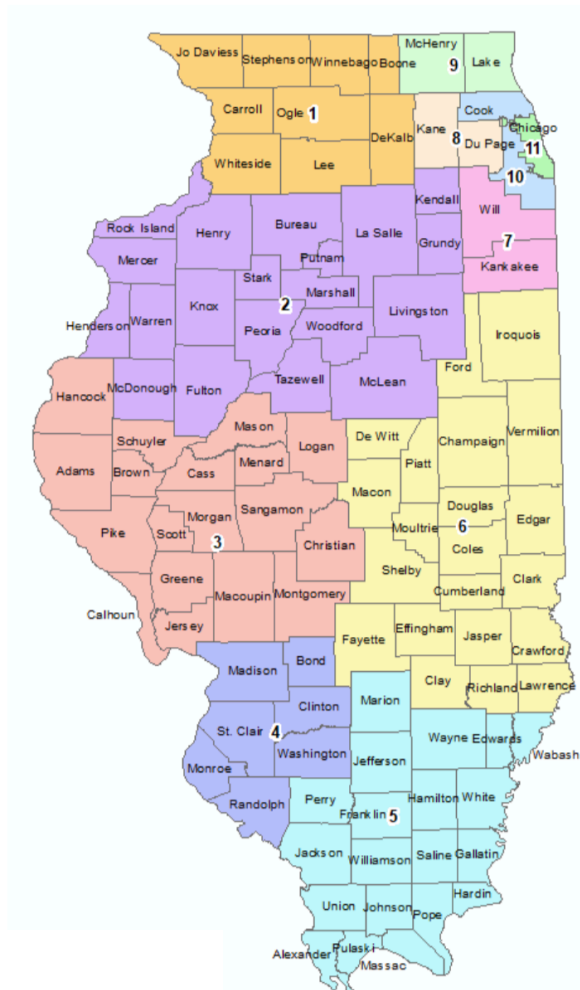 Jo Daviess
Stephenson
Winnebago
Boone
McHenry
9
Lake
Carroll
Ogle
1
DeKalb
Kane
8
Cook
De
Chicago
Du Page
11
10
Whiteside
Lee
Kendall
Will
7
Rock Island
Henry
Bureau
La Salle
Putnam
Grundy
Kankakee
Mercer
Stark
Marshall
2
Knox
Henderson
Warren
Peoria
Woodford
Livingston
Iroquois
Ford
Hancock
McDonough
Fulton
Tazewell
McLean
Mason
Schuyler
Logan
De Witt
Champaign
Vermilion
Adams
Brown
Cass
Menard
Piatt
Macon
Morgan
Sangamon
Douglas
Pike
Scott
3
Christian
Moultrie
6
Edgar
Coles
Shelby
Greene
Macoupin
Montgomery
Cumberland
Clark
Calhoun
Jersey
Fayette
Effingham
Jasper
Crawford
Madison
Bond
Clay
Richland
Lawrence
Marion
Clinton
St. Clair
4
Wayne
Edwards
Wabash
Washington
Jefferson
Monroe
Randolph
Perry
Franklin
5
Hamilton
White
Jackson
Williamson
Saline
Gallatin
Hardin
Union
Johnson
Pope
Alexander
Pulaski
Massac